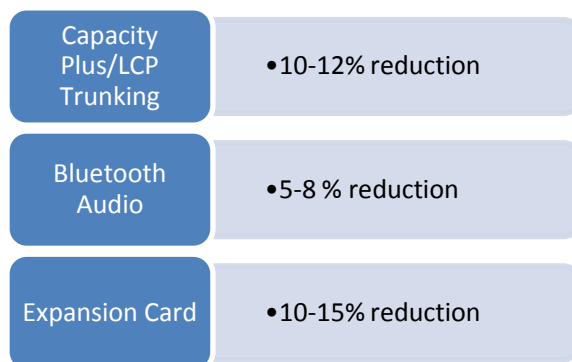 Capacity
Plus/LCP
Trunking
•10-12% reduction
Bluetooth
Audio
•5-8 % reduction
Expansion Card
•10-15% reduction